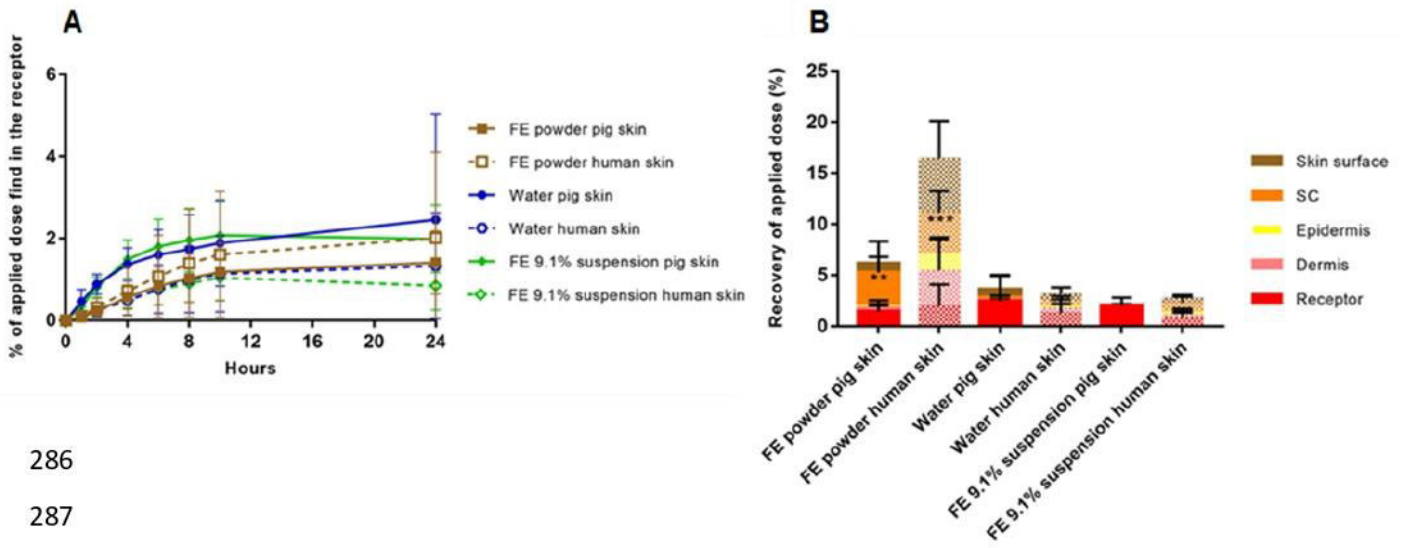 A
% of applied dose find in the receptor
6
4
2
0
0 4 8 12 16 20 24
Hours
FE powder pig skin
FE powder human skin
Water pig skin
Water human skin
FE 9.1% suspension pig skin
FE 9.1% suspension human skin
B
Recovery of applied dose (%)
25
20
15
10
5
0
**
***
FE powder pig skin
FE powder human skin
Water pig skin
Water human skin
FE 9.1% suspension pig skin
FE 9.1% suspension human skin
Skin surface
SC
Epidermis
Dermis
Receptor
286
287